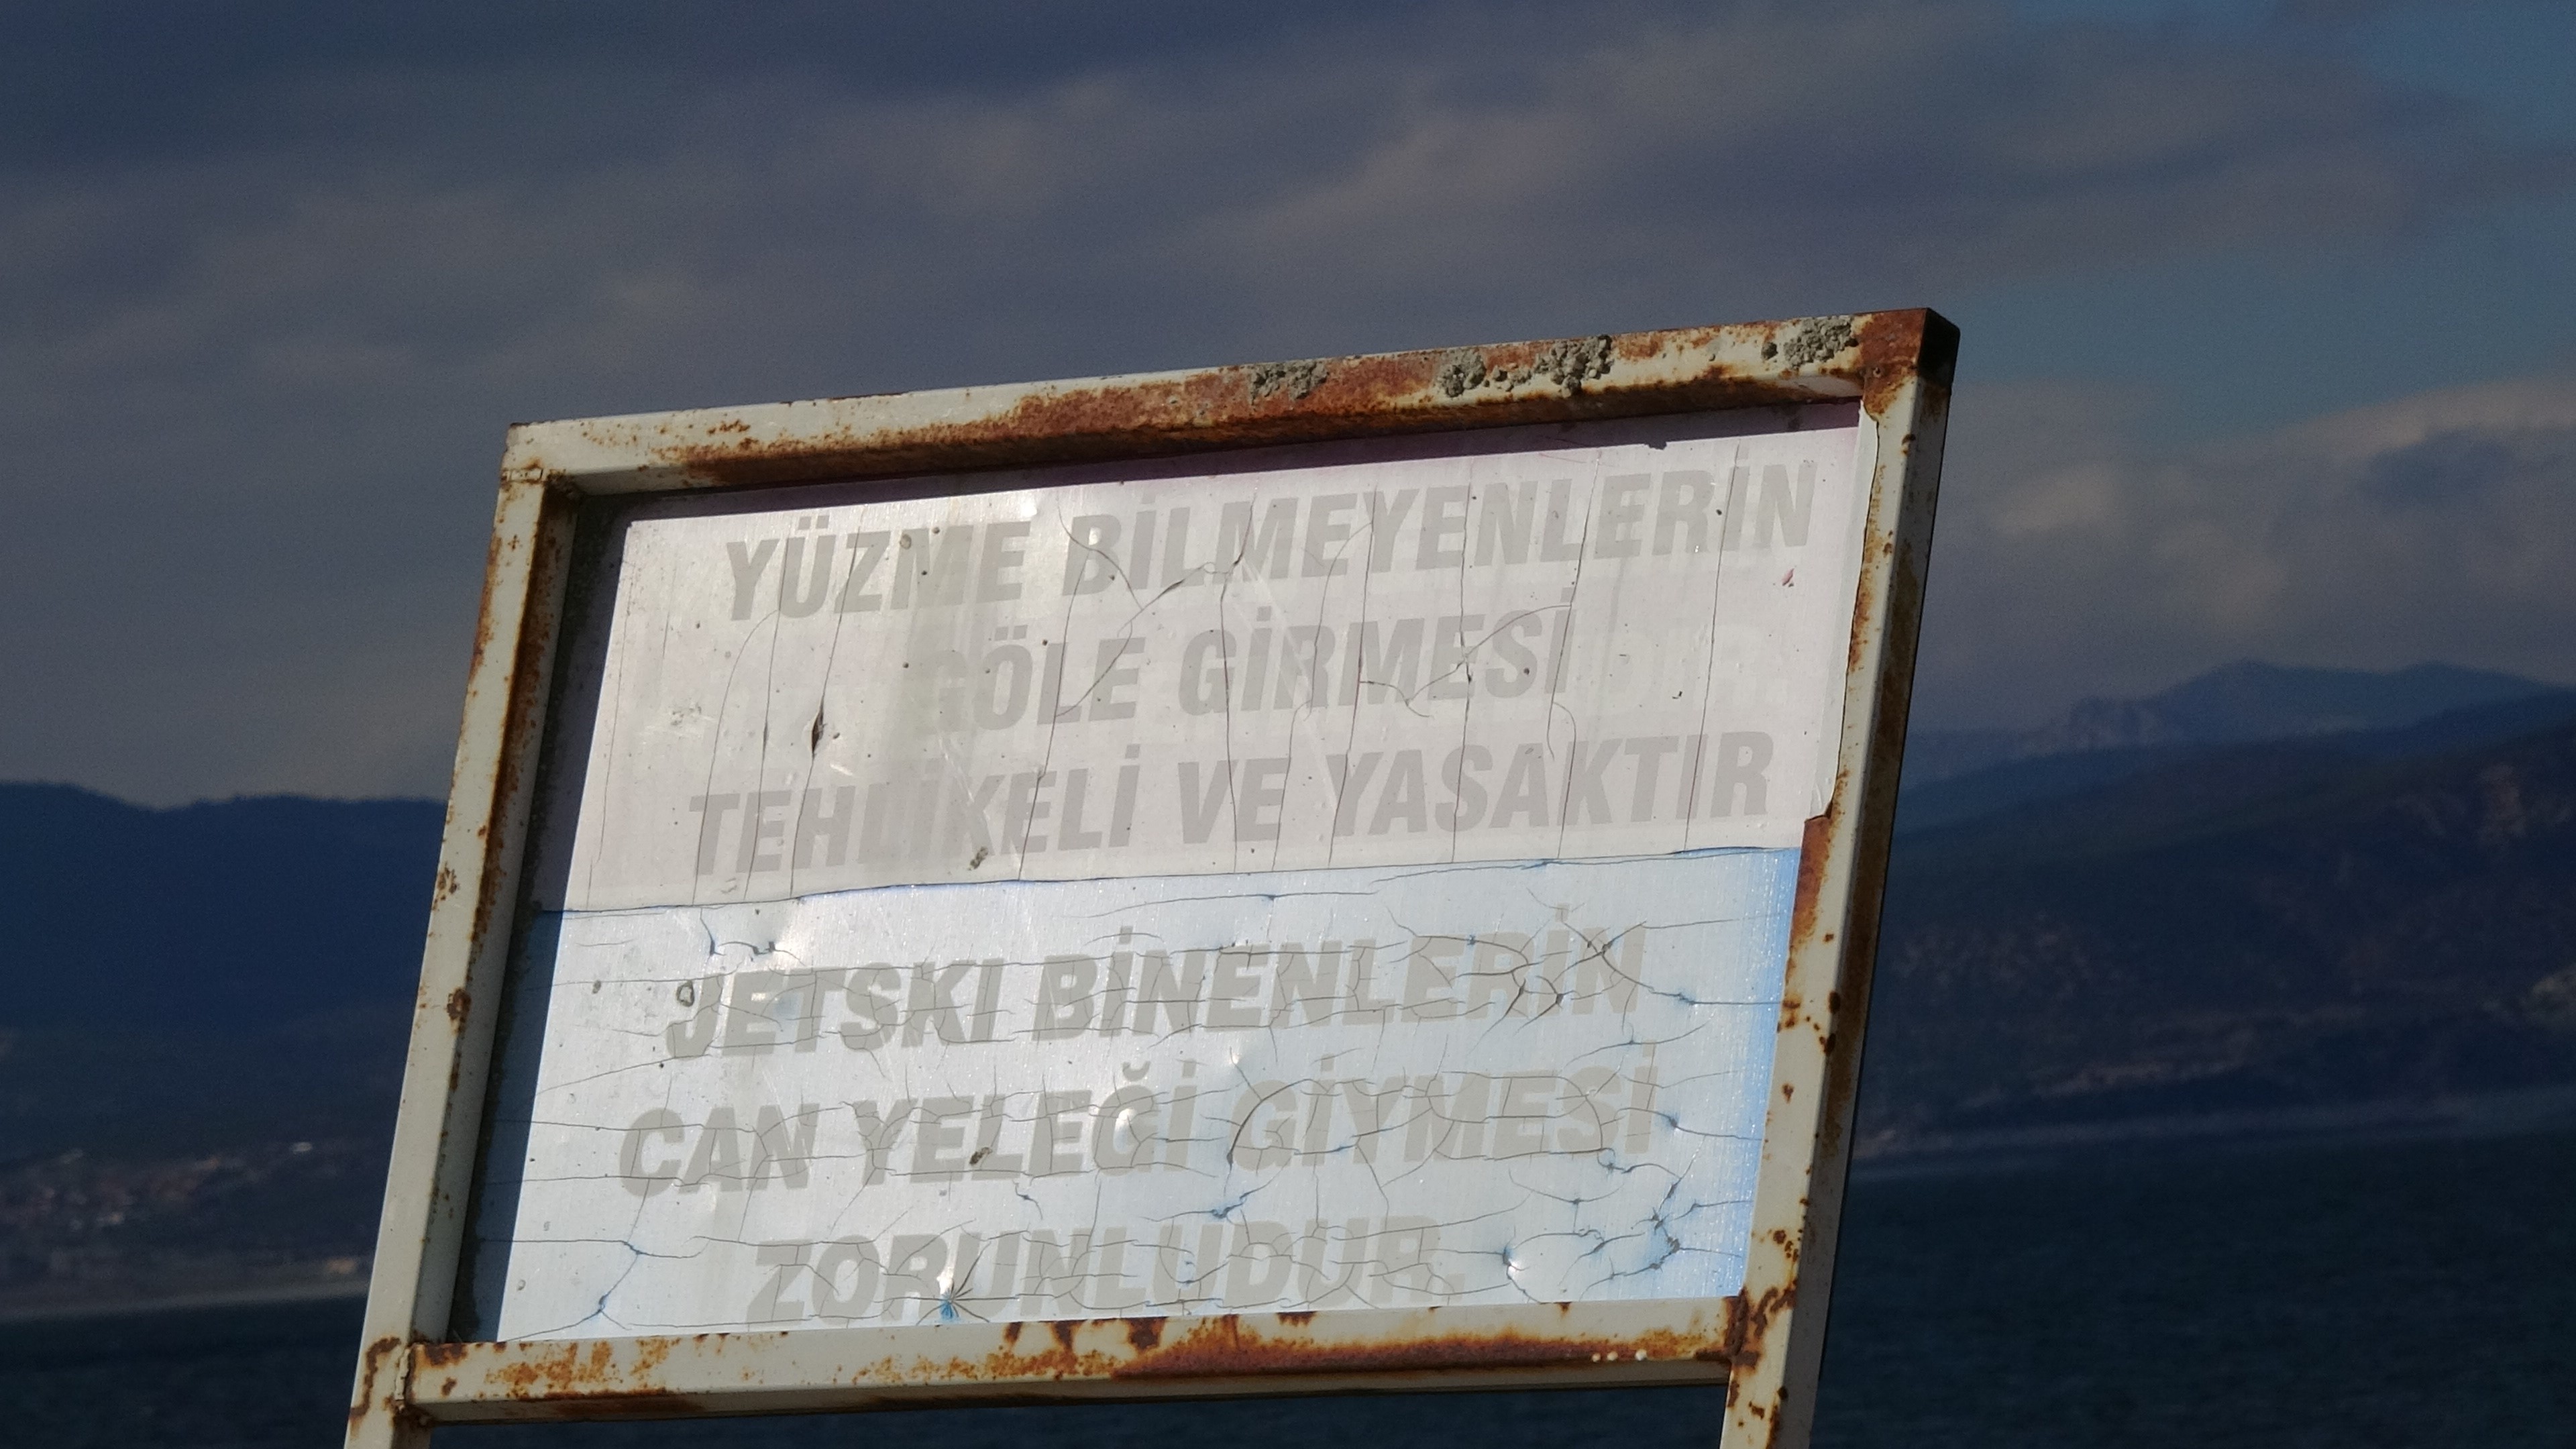 YÜZME BİLMEYENLERİN
GÖLE GİRMESİ
TEHLİKELİ VE YASAKTIR
JETSKI BİNENLERİN
CAN YELEĞİ GİYMESİ
ZORUNLUDUR.